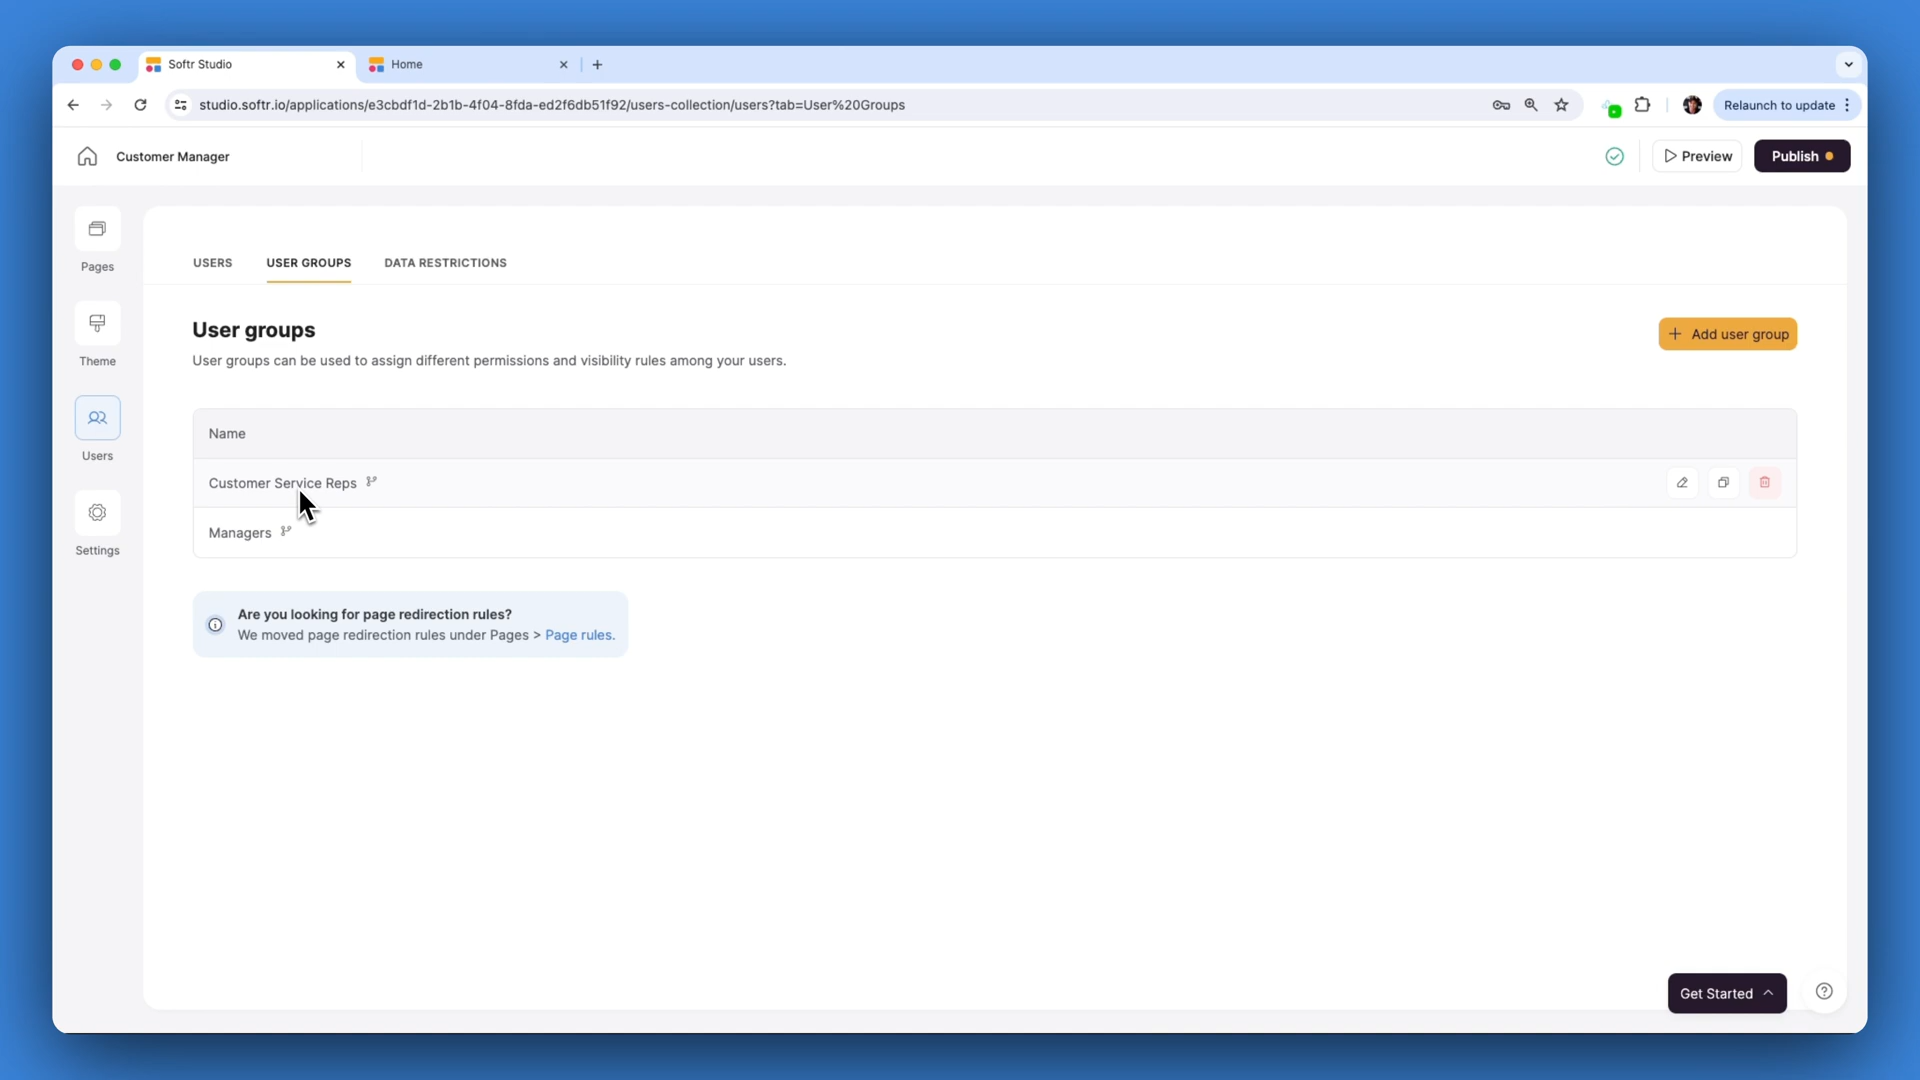 Softr Studio
Home
studio.softr.io/applications/e3cbdf1d-2b1b-4f04-8fda-ed2f6db51f92/users-collection/users?tab=User%20Groups
Relaunch to update
Customer Manager
Preview
Publish
Pages
Theme
Users
Settings
USERS
USER GROUPS
DATA RESTRICTIONS
User groups
User groups can be used to assign different permissions and visibility rules among your users.
+ Add user group
Name
Customer Service Reps
Managers
Are you looking for page redirection rules?
We moved page redirection rules under Pages > Page rules.
Get Started